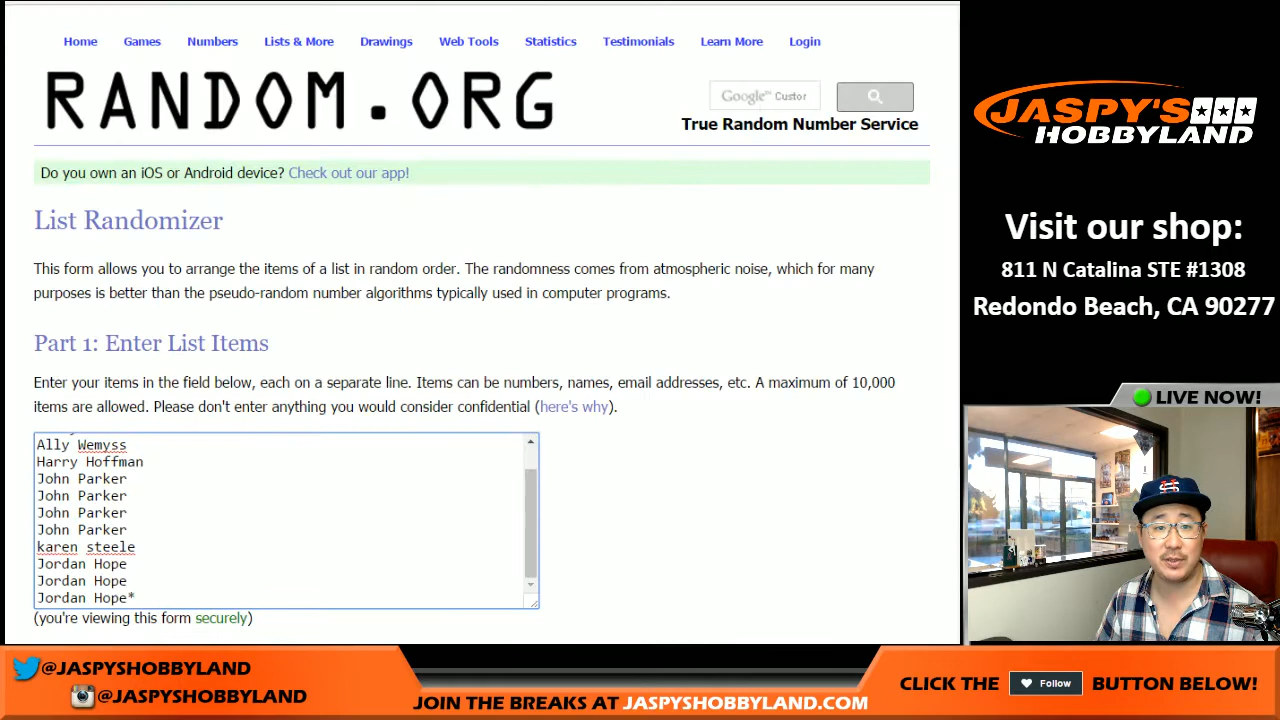 Home Games Numbers Lists & More Drawings Web Tools Statistics Testimonials Learn More Login
RANDOM.ORG
Google™ Custor
True Random Number Service
Do you own an iOS or Android device? Check out our app!
List Randomizer
This form allows you to arrange the items of a list in random order. The randomness comes from atmospheric noise, which for many
purposes is better than the pseudo-random number algorithms typically used in computer programs.
Part 1: Enter List Items
Enter your items in the field below, each on a separate line. Items can be numbers, names, email addresses, etc. A maximum of 10,000
items are allowed. Please don't enter anything you would consider confidential (here's why).
Ally Wemyss
Harry Hoffman
John Parker
John Parker
John Parker
John Parker
karen steele
Jordan Hope
Jordan Hope
Jordan Hope*
(you're viewing this form securely)
JASPY'S
HOBBYLAND
Visit our shop:
811 N Catalina STE #1308
Redondo Beach, CA 90277
LIVE NOW!
@JASPYSHOBBYLAND
@JASPYSHOBBYLAND
JOIN THE BREAKS AT JASPYSHOBBYLAND.COM
CLICK THE Follow BUTTON BELOW!